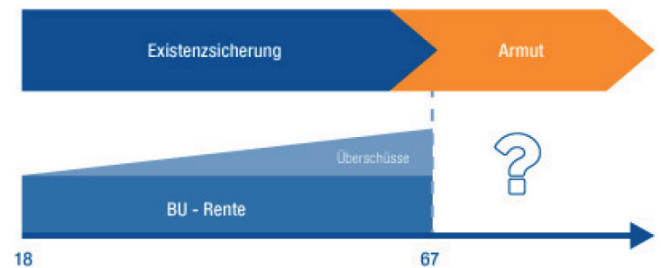 Existenzsicherung
Armut
Überschüsse
?
BU - Rente
18
67